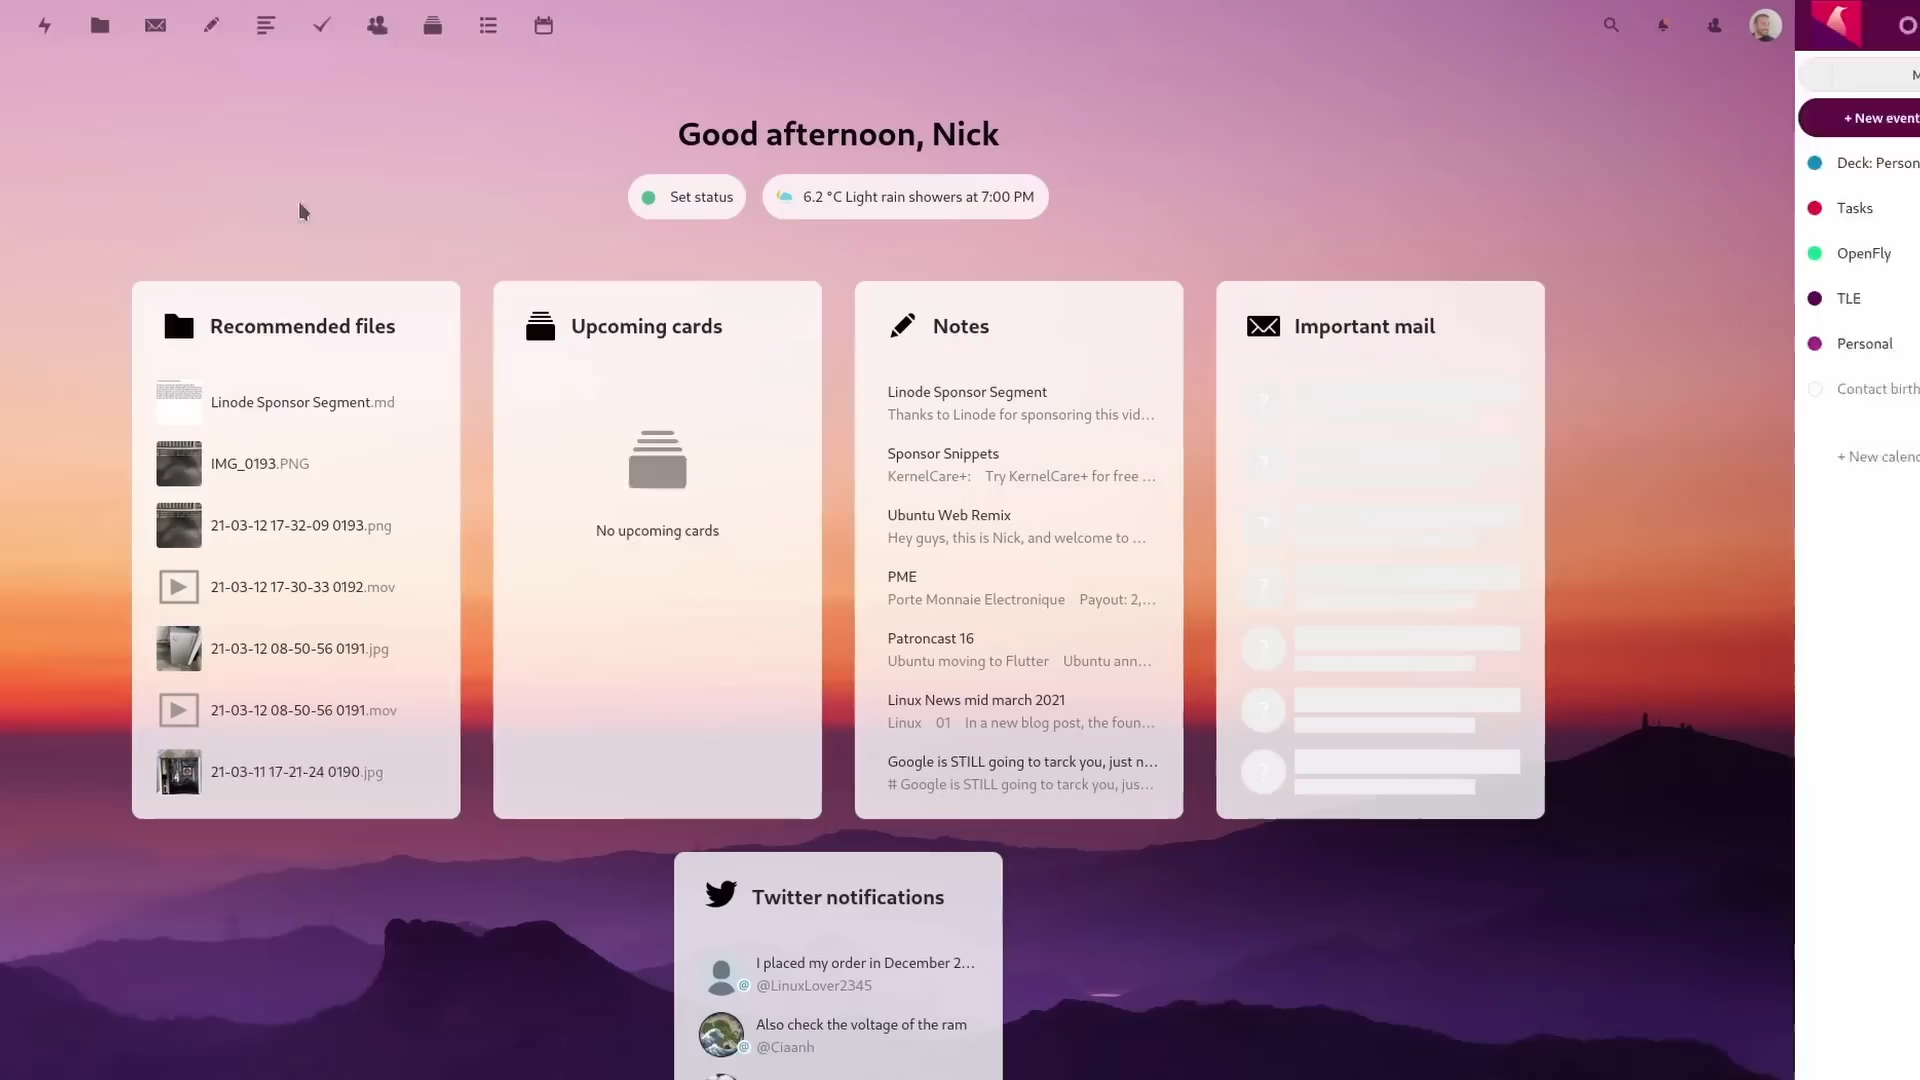 Good afternoon, Nick
Set status
6.2 °C Light rain showers at 7:00 PM
Recommended files
Linode Sponsor Segment.md
IMG_0193.PNG
21-03-12 17-32-09 0193.png
21-03-12 17-30-33 0192.mov
21-03-12 08-50-56 0191.jpg
21-03-12 08-50-56 0191.mov
21-03-11 17-21-24 0190.jpg
Upcoming cards
No upcoming cards
Notes
Linode Sponsor Segment
Thanks to Linode for sponsoring this vid...
Sponsor Snippets
KernelCare+: Try KernelCare+ for free ...
Ubuntu Web Remix
Hey guys, this is Nick, and welcome to ...
PME
Porte Monnaie Electronique Payout: 2,...
Patroncast 16
Ubuntu moving to Flutter Ubuntu ann...
Linux News mid march 2021
Linux 01 In a new blog post, the foun...
Google is STILL going to tarck you, just n...
# Google is STILL going to tarck you, jus...
Important mail
Twitter notifications
I placed my order in December 2...
@LinuxLover2345
Also check the voltage of the ram
@Ciaanh
+ New event
Deck: Person
Tasks
OpenFly
TLE
Personal
Contact birth
+ New calenc